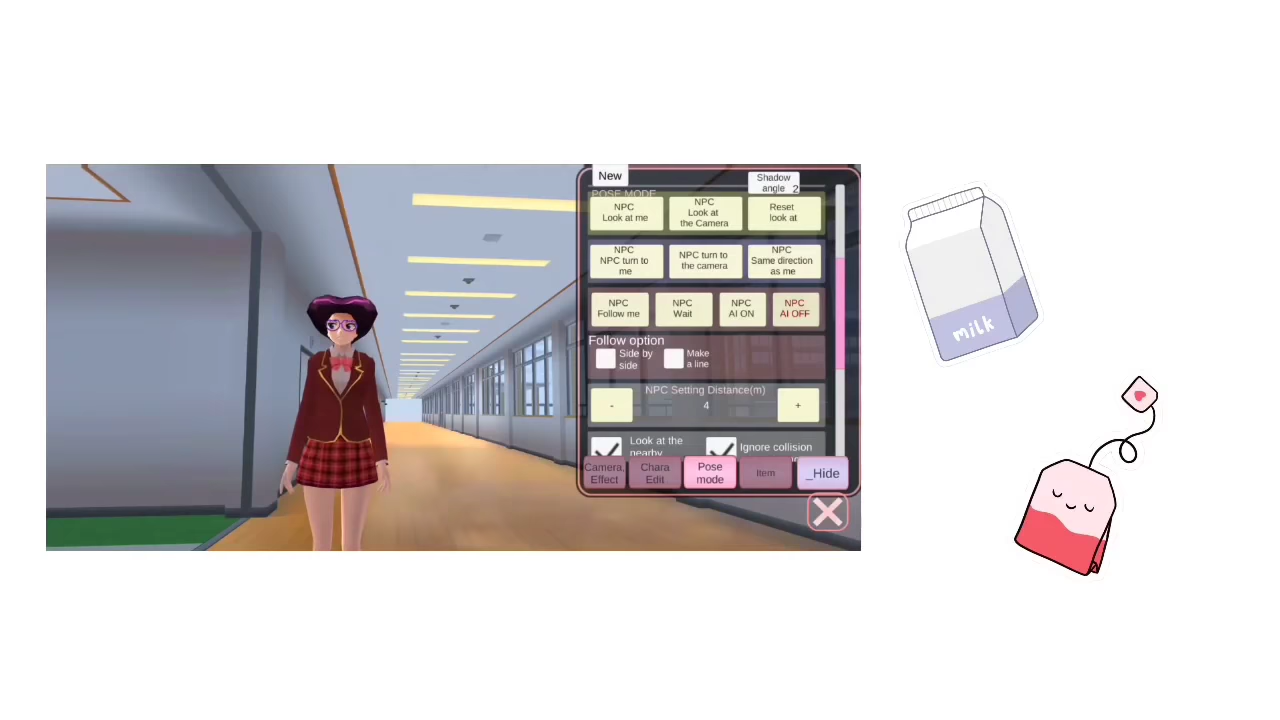 New
Shadow
angle 2
POSE MODE
NPC
Look at me
NPC
Look at
the Camera
Reset
look at
NPC
NPC turn to
me
NPC turn to
the camera
NPC
Same direction
as me
NPC
Follow me
NPC
Wait
NPC
AI ON
NPC
AI OFF
Follow option
Side by
side
Make
a line
NPC Setting Distance(m)
-
4
+
Look at the
nearby
Ignore collision
Camera,
Effect
Chara
Edit
Pose
mode
Item
_Hide
milk